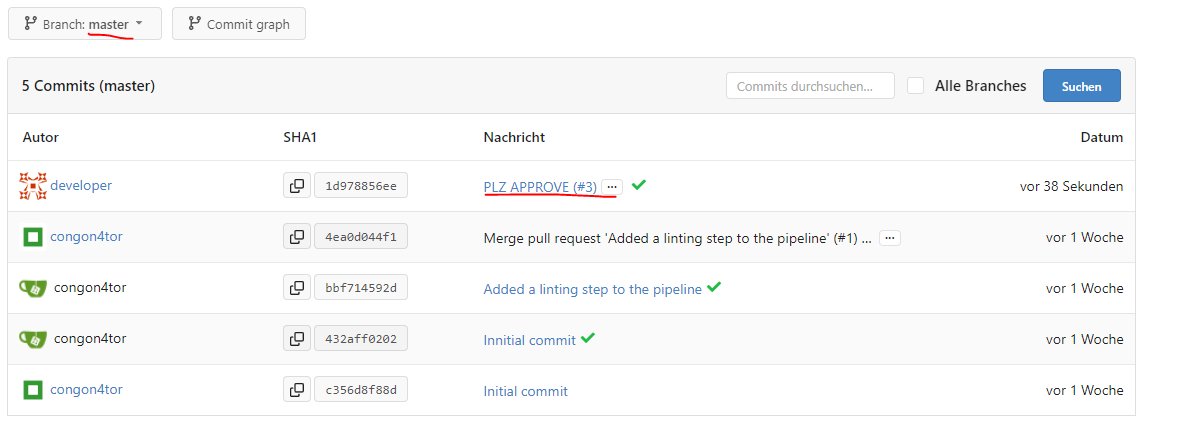 Branch: master
Commit graph
5 Commits (master)
Commits durchsuchen...
Alle Branches
Suchen
Autor SHA1 Nachricht Datum
developer 1d978856ee PLZ APPROVE (#3) ... vor 38 Sekunden
congon4tor 4ea0d044f1 Merge pull request 'Added a linting step to the pipeline' (#1) ... ... vor 1 Woche
congon4tor bbf714592d Added a linting step to the pipeline vor 1 Woche
congon4tor 432aff0202 Innitial commit vor 1 Woche
congon4tor c356d8f88d Initial commit vor 1 Woche